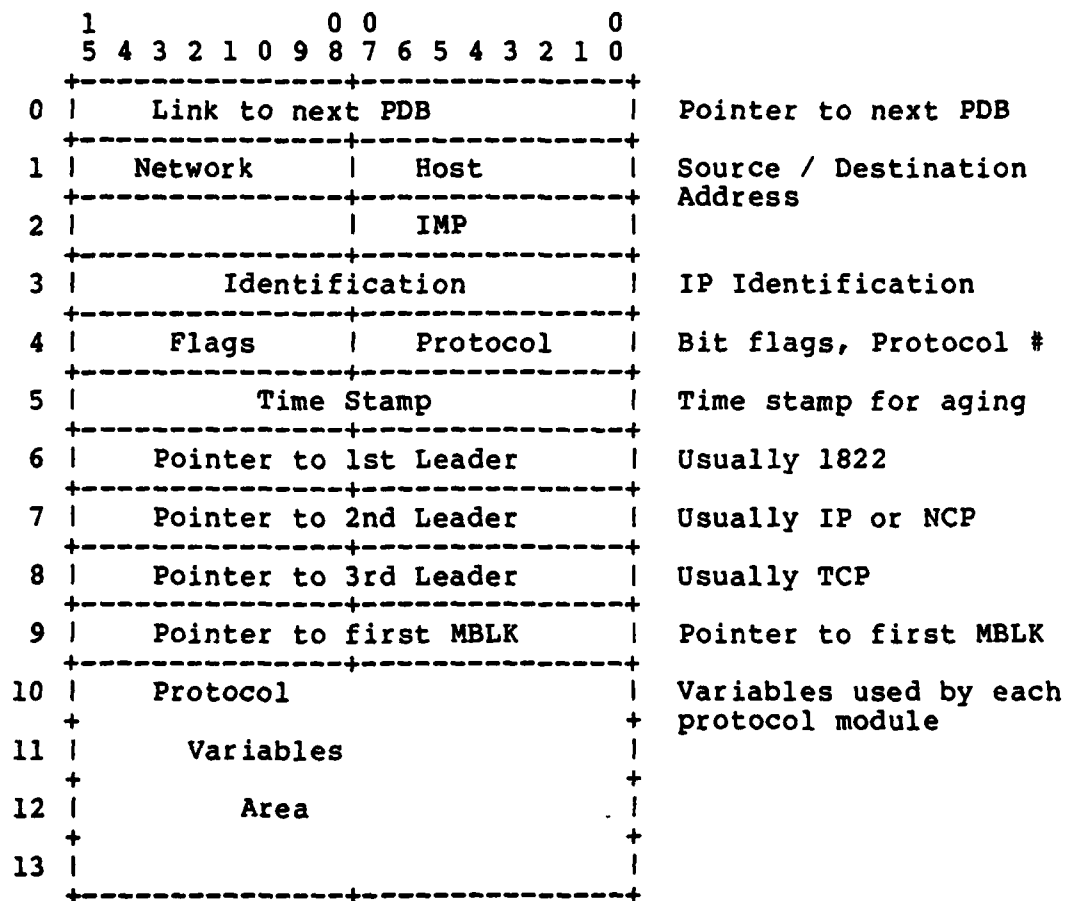 1 0 0 0
5 4 3 2 1 0 9 8 7 6 5 4 3 2 1 0
0 Link to next PDB Pointer to next PDB
1 Network Host Source / Destination
Address
2 IMP
3 Identification IP Identification
4 Flags Protocol Bit flags, Protocol #
5 Time Stamp Time stamp for aging
6 Pointer to 1st Leader Usually 1822
7 Pointer to 2nd Leader Usually IP or NCP
8 Pointer to 3rd Leader Usually TCP
9 Pointer to first MBLK Pointer to first MBLK
10 Protocol Variables used by each
protocol module
11 Variables
12 Area
13